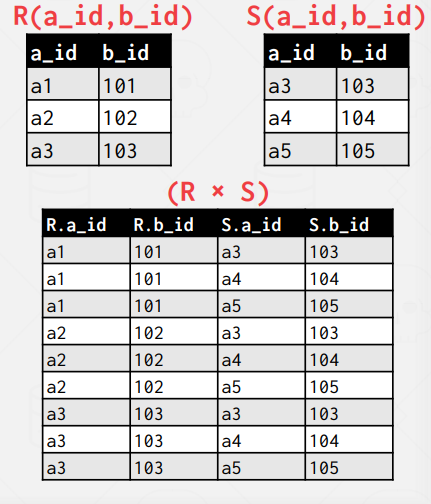 R(a_id,b_id) S(a_id,b_id)
a_id b_id a_id b_id
a1 101 a3 103
a2 102 a4 104
a3 103 a5 105
(R × S)
R.a_id R.b_id S.a_id S.b_id
a1 101 a3 103
a1 101 a4 104
a1 101 a5 105
a2 102 a3 103
a2 102 a4 104
a2 102 a5 105
a3 103 a3 103
a3 103 a4 104
a3 103 a5 105